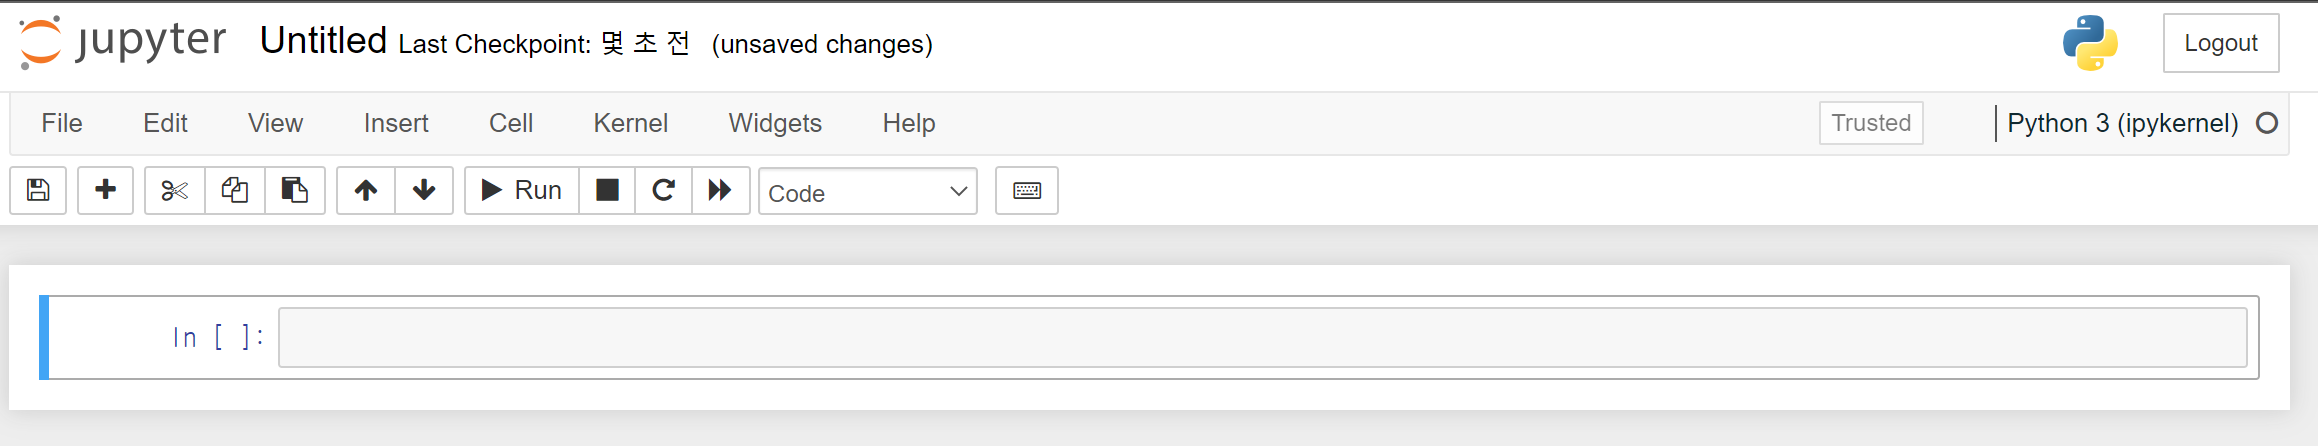 jupyter Untitled Last Checkpoint: 몇 초 전 (unsaved changes) Logout
File Edit View Insert Cell Kernel Widgets Help Trusted Python 3 (ipykernel)
Run Code
In [ ]: